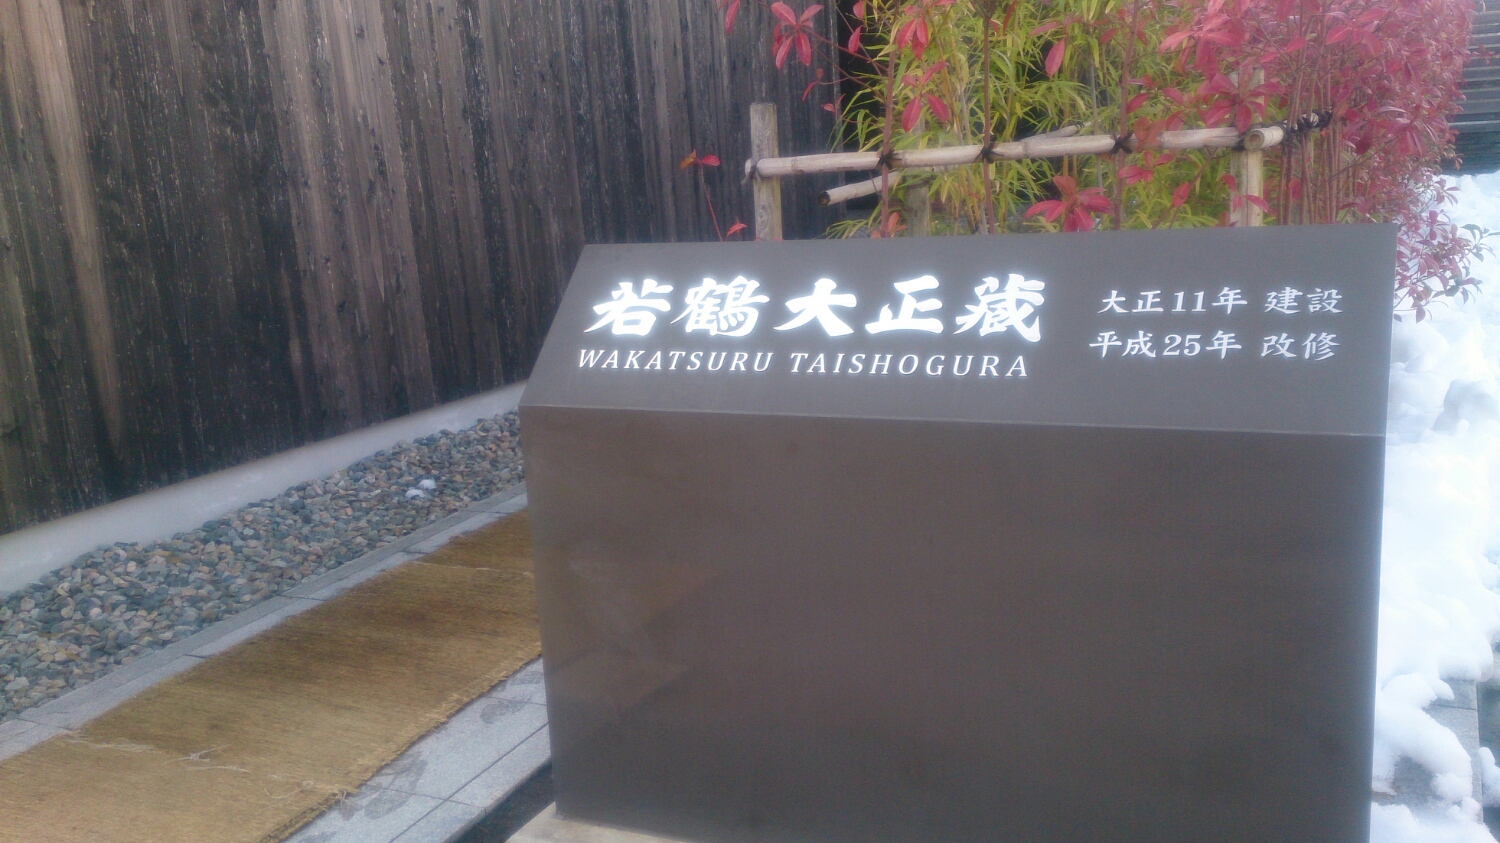 若鶴大正蔵
WAKATSURU TAISHOGURA
大正11年 建設
平成25年 改修